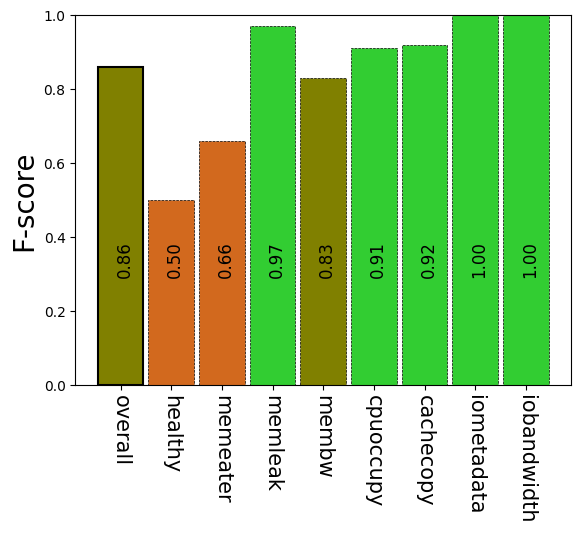 F-score
1.0
0.8
0.6
0.4
0.2
0.0
0.86
0.50
0.66
0.97
0.83
0.91
0.92
1.00
1.00
overall
healthy
memeater
memleak
membw
cpuoccupy
cachecopy
iometadata
iobandwidth